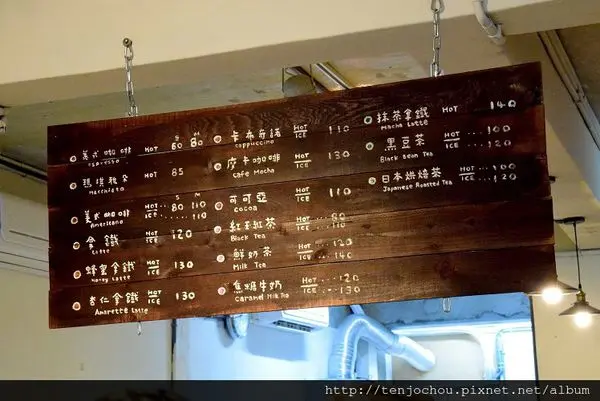 美式咖啡 HOT S M 60 80
Espresso
瑪琪雅朵 HOT 85
Macchiato
美式咖啡 HOT S M 80 110
Americano ICE 110
拿鐵 HOT ICE 120
Latte
蜂蜜拿鐵 HOT ICE 130
Honey Latte
杏仁拿鐵 HOT ICE 130
Amarette Latte
卡布奇諾 HOT ICE 110
Cappuccino
摩卡咖啡 HOT ICE 130
Cafe Mocha
可可亞 HOT ICE 110
Cocoa
紅茶 HOT 80
Black Tea ICE 110
鮮奶茶 HOT 120
Milk Tea ICE 140
焦糖牛奶 HOT 120
Caramel Milk ICE 130
抹茶拿鐵 HOT 140
Macha Latte
黑豆茶 HOT 100
Black Bean Tea ICE 120
日本烘焙茶 HOT 100
Japanese Roasted Tea ICE 120
http://tenjochou.pixnet.net/album